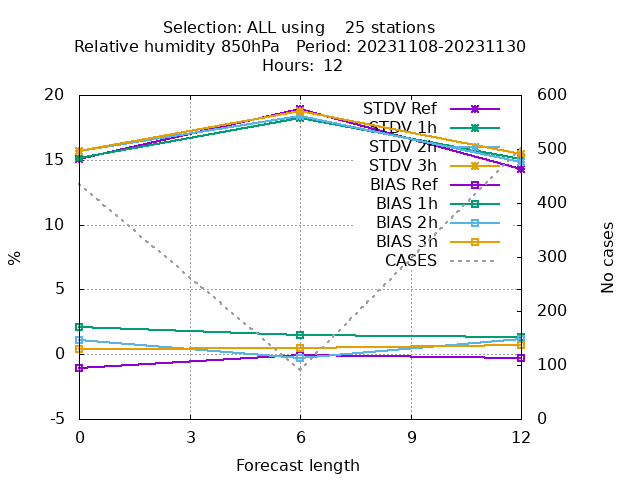 Selection: ALL using    25 stations
Relative humidity 850hPa   Period: 20231108-20231130
Hours: 12
20
15
10
5
0
-5
%
600
500
400
300
200
100
0
No cases
STDV Ref
STDV 1h
STDV 2h
STDV 3h
BIAS Ref
BIAS 1h
BIAS 2h
BIAS 3h
CASES
0 3 6 9 12
Forecast length